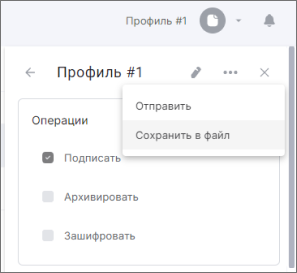 Профиль #1
Профиль #1
Отправить
Операции
Сохранить в файл
Подписать
Архивировать
Зашифровать